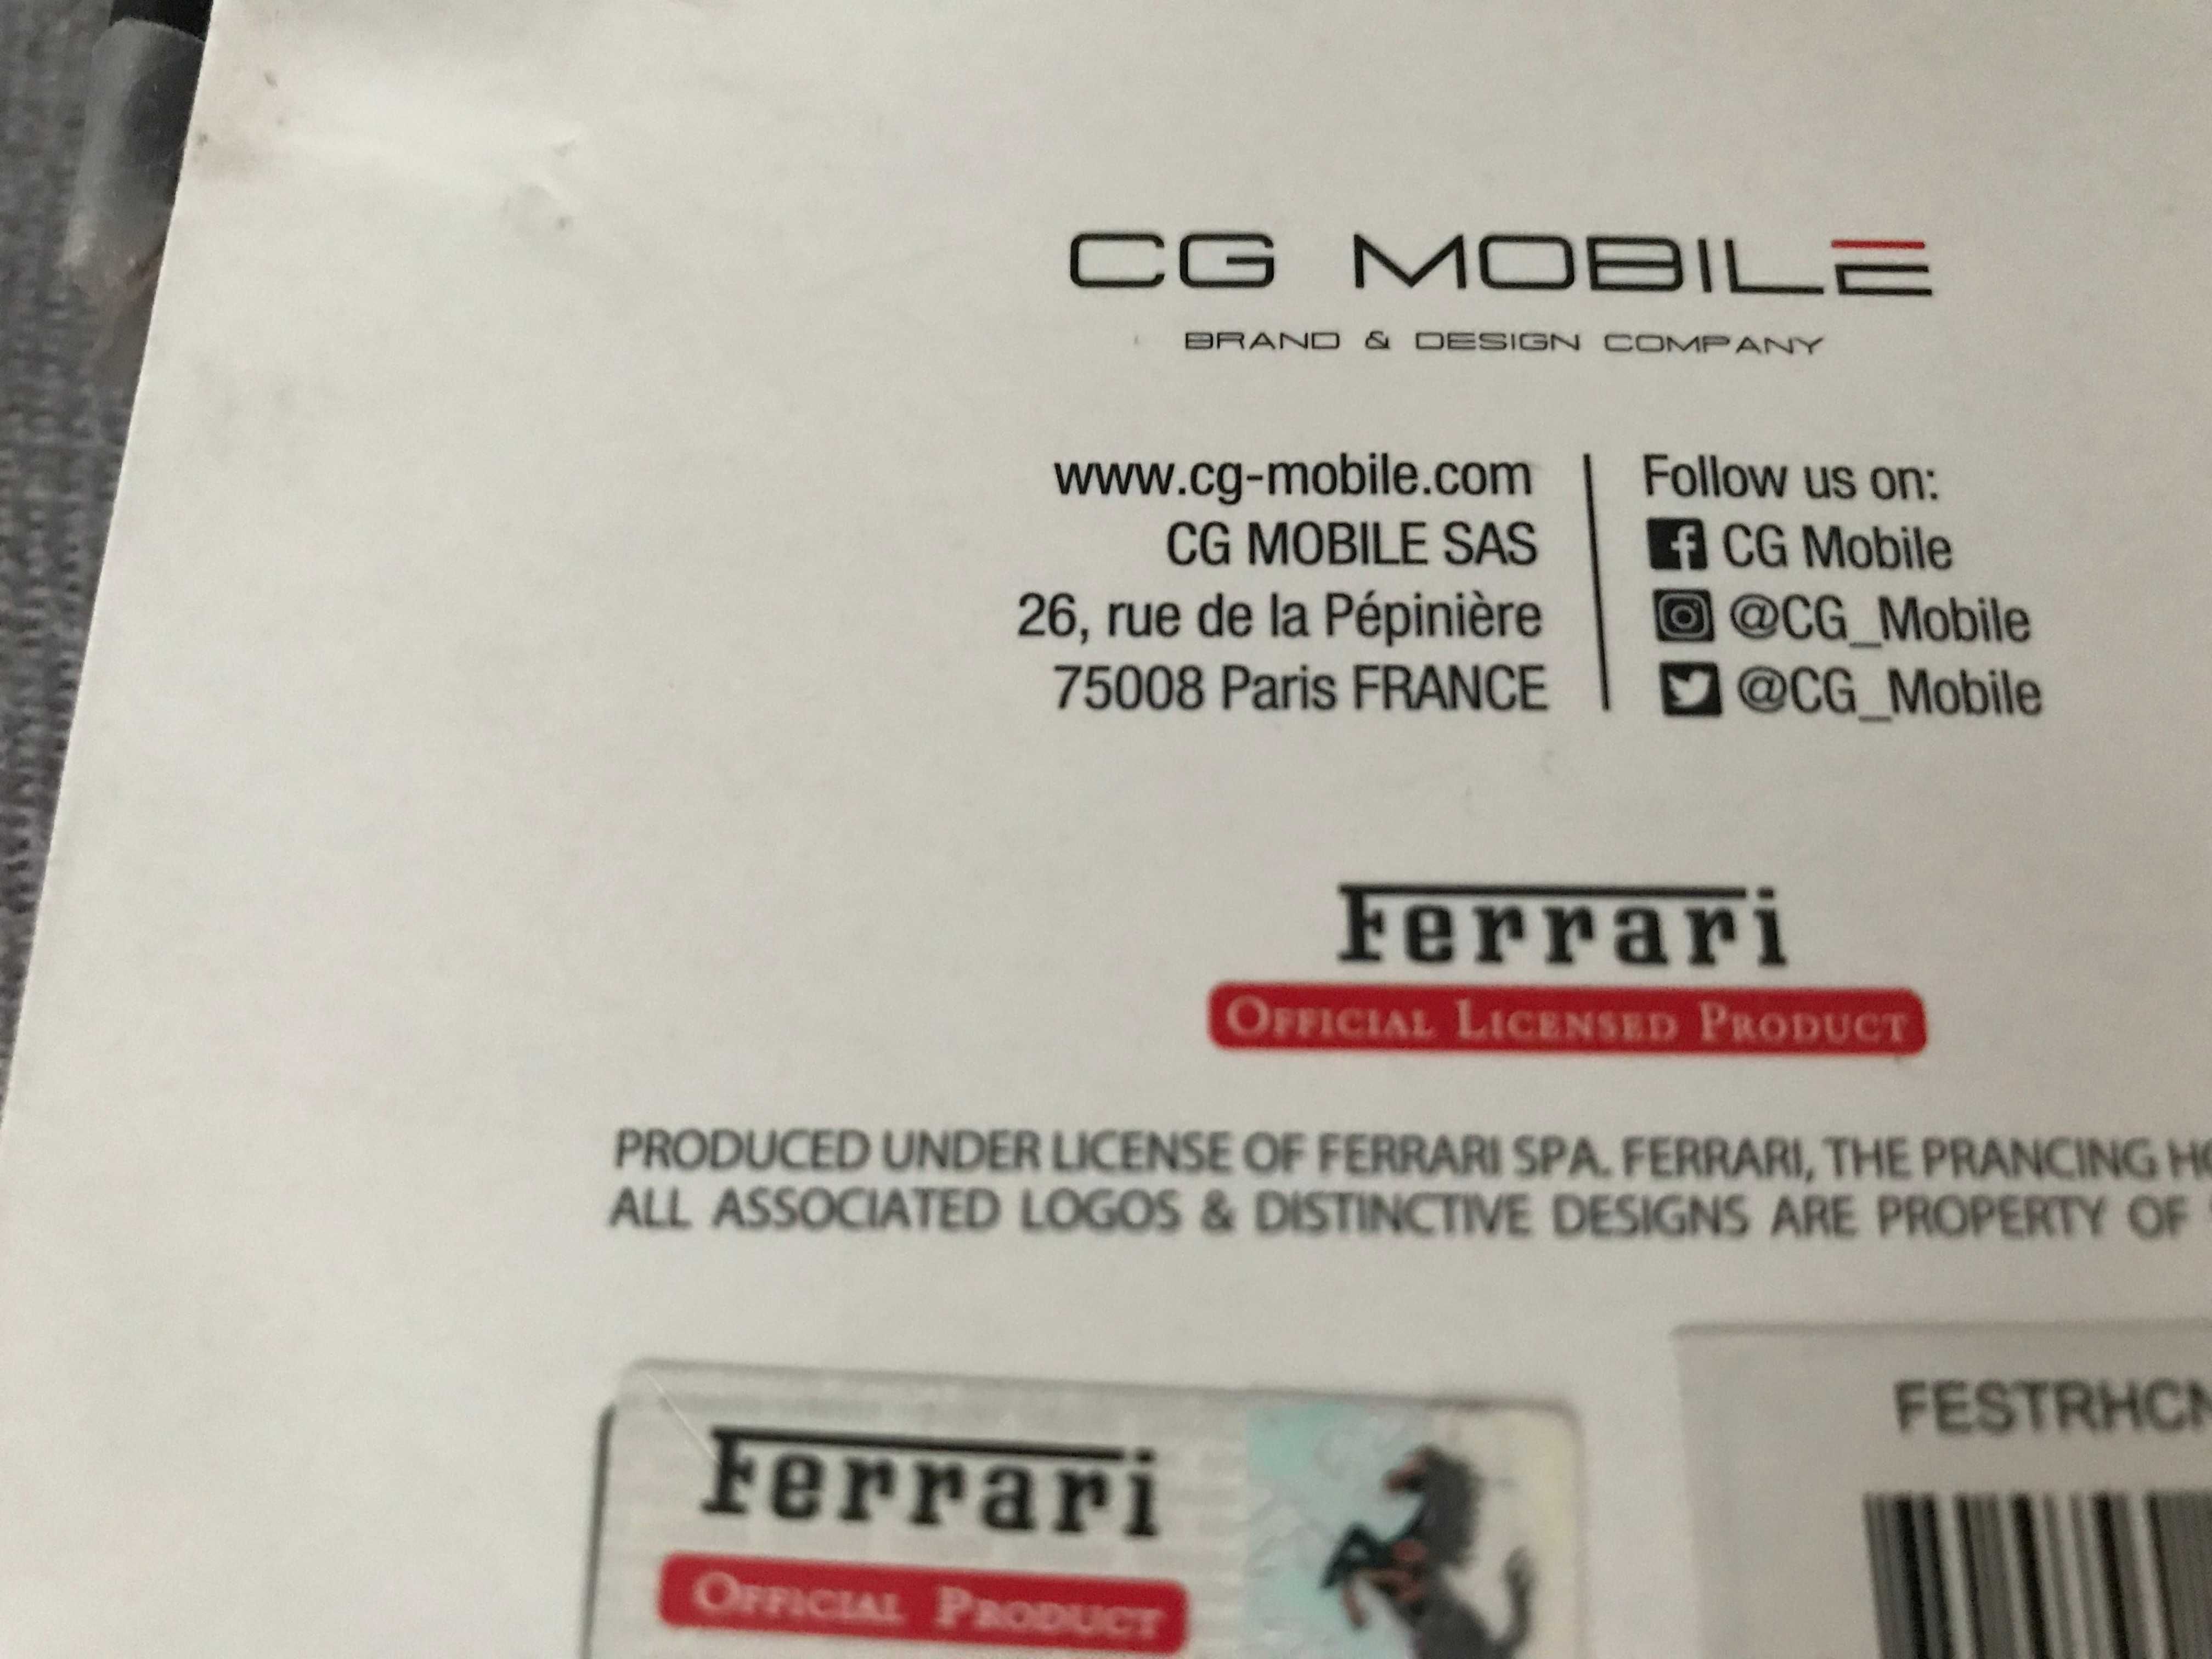 CG MOBILE
BRAND & DESIGN COMPANY
www.cg-mobile.com
CG MOBILE SAS
26, rue de la Pépinière
75008 Paris FRANCE
Follow us on:
CG Mobile
@CG_Mobile
@CG_Mobile
Ferrari
OFFICIAL LICENSED PRODUCT
PRODUCED UNDER LICENSE OF FERRARI SPA. FERRARI, THE PRANCING
ALL ASSOCIATED LOGOS & DISTINCTIVE DESIGNS ARE PROPERTY OF
Ferrari
OFFICIAL PRODUCT